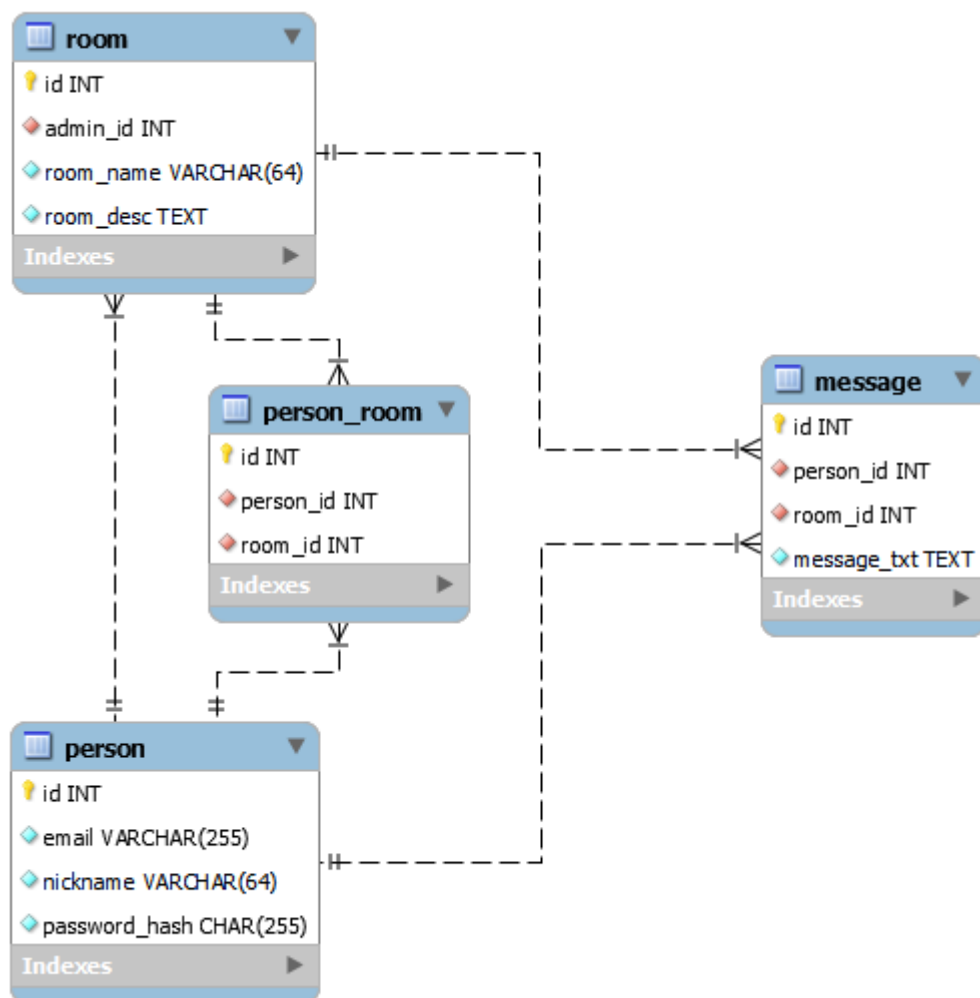 room
id INT
admin_id INT
room_name VARCHAR(64)
room_desc TEXT
Indexes
person_room
id INT
person_id INT
room_id INT
Indexes
message
id INT
person_id INT
room_id INT
message_txt TEXT
Indexes
person
id INT
email VARCHAR(255)
nickname VARCHAR(64)
password_hash CHAR(255)
Indexes